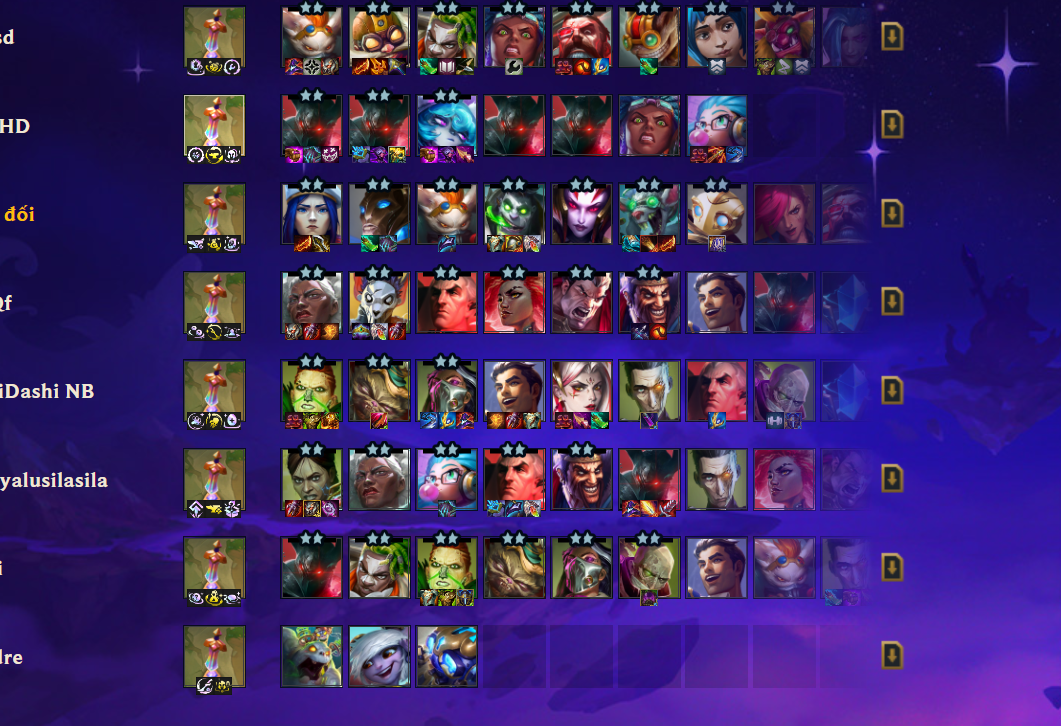 sd
HD
đối
Qf
iDashi NB
yalusilasila
i
dre